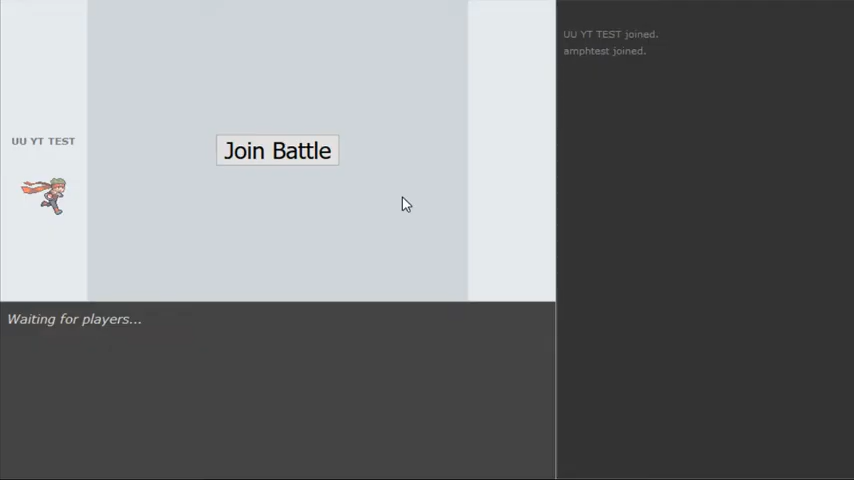 UU YT TEST joined.
amphtest joined.
UU YT TEST
Join Battle
Waiting for players...